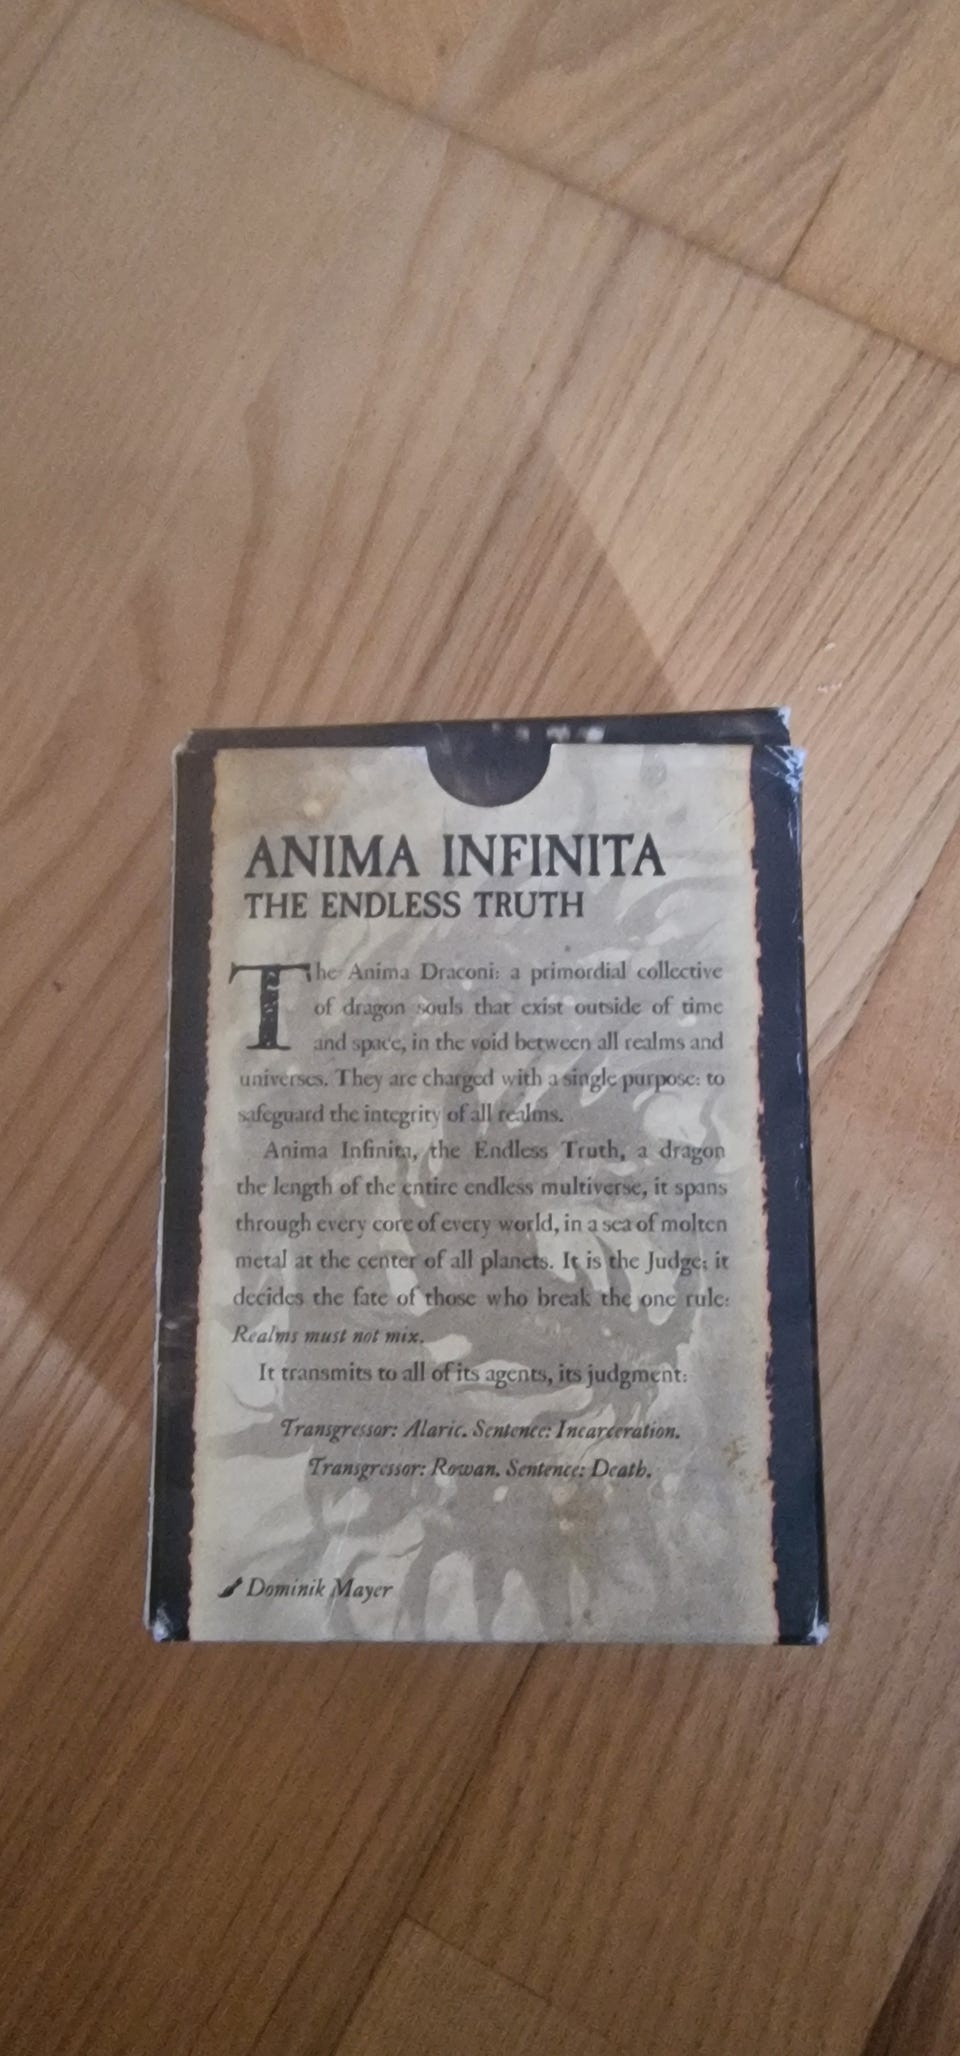 ANIMA INFINITA
THE ENDLESS TRUTH
The Anima Draconi: a primordial collective
of dragon souls that exist outside of time
and space, in the void between all realms and
universes. They are charged with a single purpose: to
safeguard the integrity of all realms.
Anima Infinita, the Endless Truth, a dragon
the length of the entire endless multiverse, it spans
through every core of every world, in a sea of molten
metal at the center of all planets. It is the Judge; it
decides the fate of those who break the one rule:
Realms must not mix.
It transmits to all of its agents, its judgment:
Transgressor: Alaric. Sentence: Incarceration.
Transgressor: Rowan. Sentence: Death.
Dominik Mayer